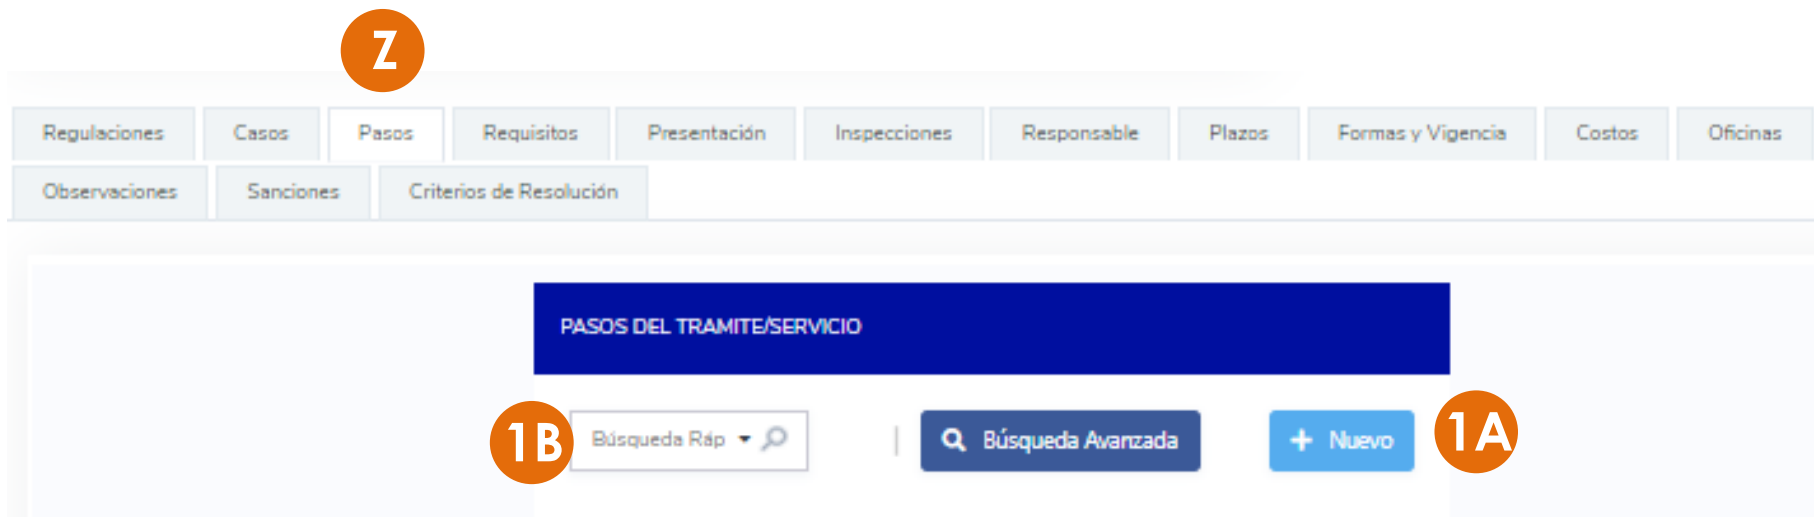 Z
Regulaciones Casos Pasos Requisitos Presentación Inspecciones Responsable Plazos Formas y Vigencia Costos Oficinas
Observaciones Sanciones Criterios de Resolución
PASOS DEL TRAMITE/SERVICIO
1B Búsqueda Ráp | Búsqueda Avanzada + Nuevo 1A